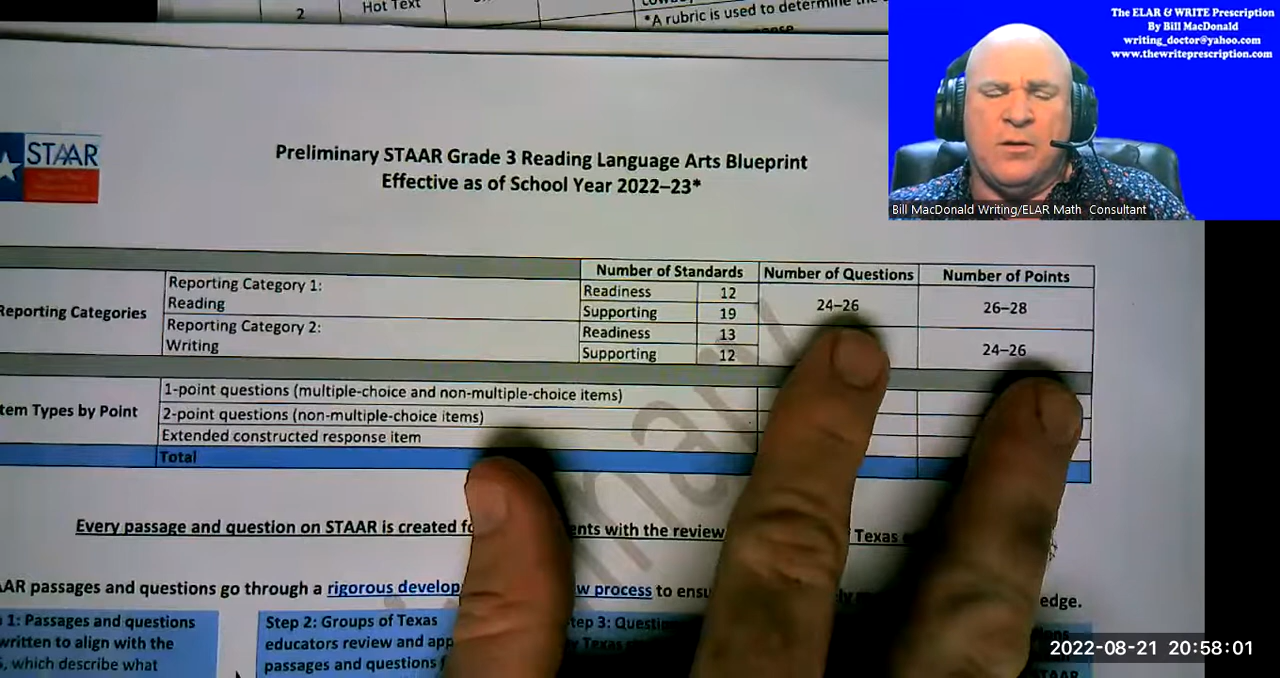 2
Hot Text
*A rubric is used to determine the
The ELAR & WRITE Prescription
By Bill MacDonald
writing_doctor@yahoo.com
www.thewriteprescription.com
Bill MacDonald Writing/ELAR Math Consultant
STAAR
Preliminary STAAR Grade 3 Reading Language Arts Blueprint
Effective as of School Year 2022–23*
Number of Standards Number of Questions Number of Points
Reporting Categories
Reporting Category 1:
Reading
Readiness 12
Supporting 19
24–26
26–28
Reporting Category 2:
Writing
Readiness 13
Supporting 12
24–26
tem Types by Point
1-point questions (multiple-choice and non-multiple-choice items)
2-point questions (non-multiple-choice items)
Extended constructed response item
Total
Every passage and question on STAAR is created fo nts with the review Texas
AAR passages and questions go through a rigorous develop w process to ensu edge.
1: Passages and questions
written to align with the
, which describe what
Step 2: Groups of Texas
educators review and app
passages and questions
tep 3: Questio
2022-08-21 20:58:01